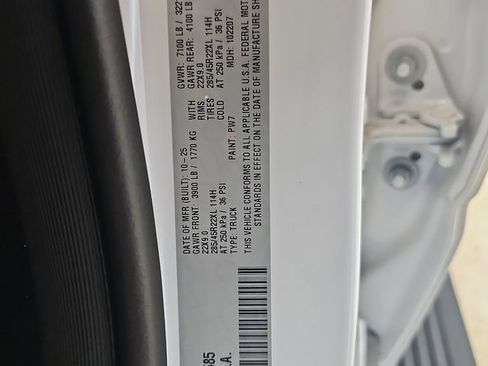 DATE OF MFR (BUILT): 10-25 GVWR: 7100 LB / 322
GAWR FRONT: 3900 LB / 1770 KG WITH GAWR REAR: 4100 LB
22X9.0 RIMS 22X9.0
285/45R22XL 114H TIRES 285/45R22XL 114H
AT 250 kPa / 36 PSI COLD AT 250 kPa / 36 PSI
TYPE: TRUCK PAINT: PW7 MDH: 102207
THIS VEHICLE CONFORMS TO ALL APPLICABLE U.S.A. FEDERAL MOTOR
STANDARDS IN EFFECT ON THE DATE OF MANUFACTURE SH
585
.A.